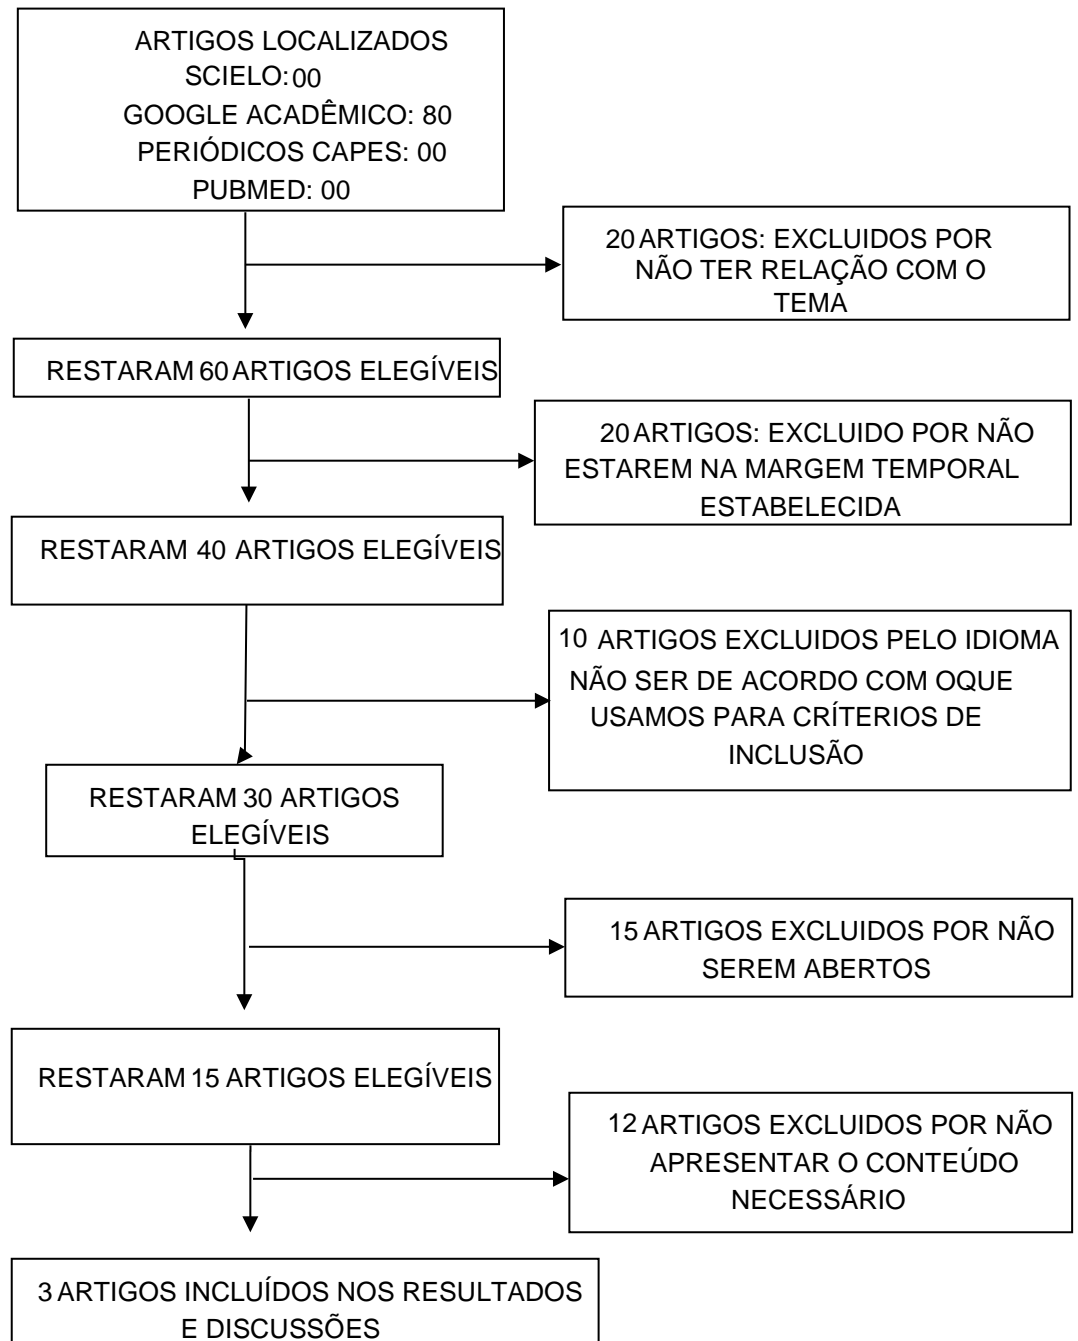 ARTIGOS LOCALIZADOS
SCIELO: 00
GOOGLE ACADÊMICO: 80
PERIÓDICOS CAPES: 00
PUBMED: 00
20 ARTIGOS: EXCLUIDOS POR
NÃO TER RELAÇÃO COM O
TEMA
RESTARAM 60 ARTIGOS ELEGÍVEIS
20 ARTIGOS: EXCLUIDO POR NÃO
ESTAREM NA MARGEM TEMPORAL
ESTABELECIDA
RESTARAM 40 ARTIGOS ELEGÍVEIS
10 ARTIGOS EXCLUIDOS PELO IDIOMA
NÃO SER DE ACORDO COM OQUE
USAMOS PARA CRÍTERIOS DE
INCLUSÃO
RESTARAM 30 ARTIGOS
ELEGÍVEIS
15 ARTIGOS EXCLUIDOS POR NÃO
SEREM ABERTOS
RESTARAM 15 ARTIGOS ELEGÍVEIS
12 ARTIGOS EXCLUIDOS POR NÃO
APRESENTAR O CONTEÚDO
NECESSÁRIO
3 ARTIGOS INCLUÍDOS NOS RESULTADOS
E DISCUSSÕES